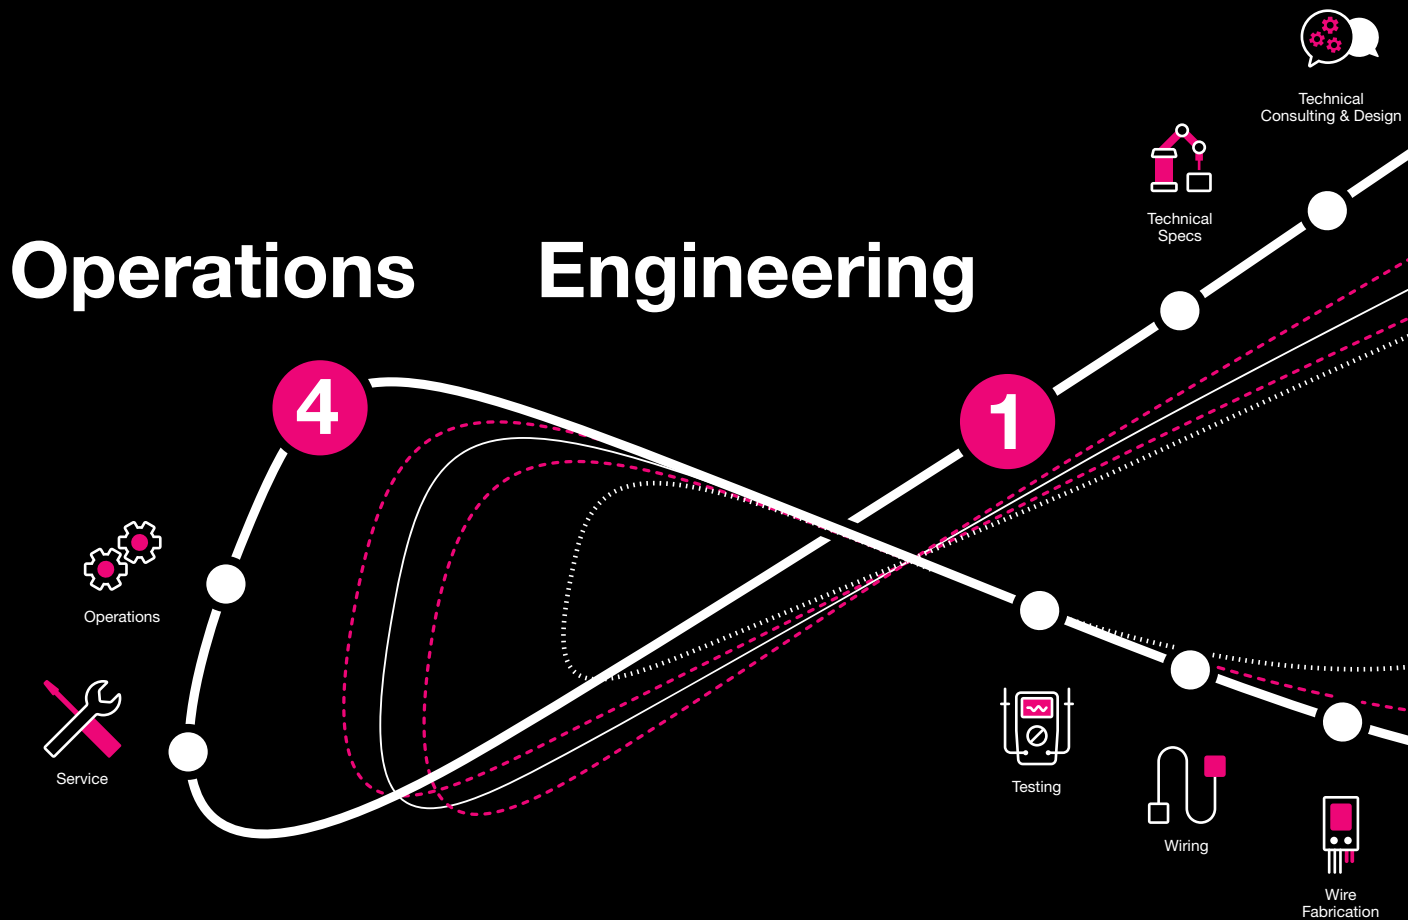 Technical
Consulting & Design
Technical
Specs
Operations
Engineering
4
1
Operations
Service
Testing
Wiring
Wire
Fabrication